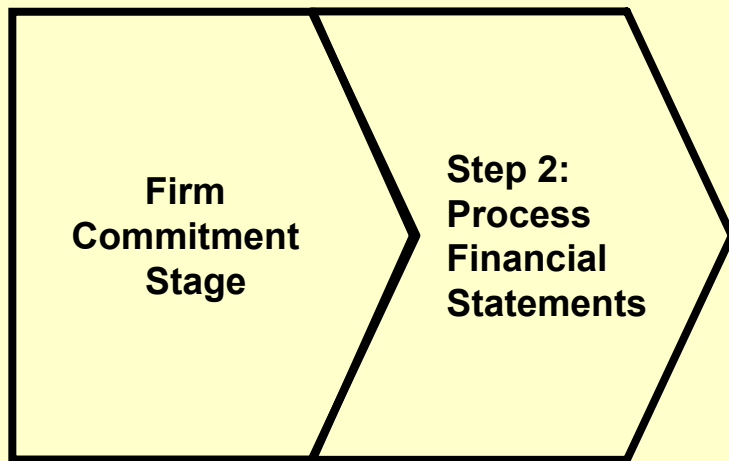 Firm
Commitment
Stage
Step 2:
Process
Financial
Statements